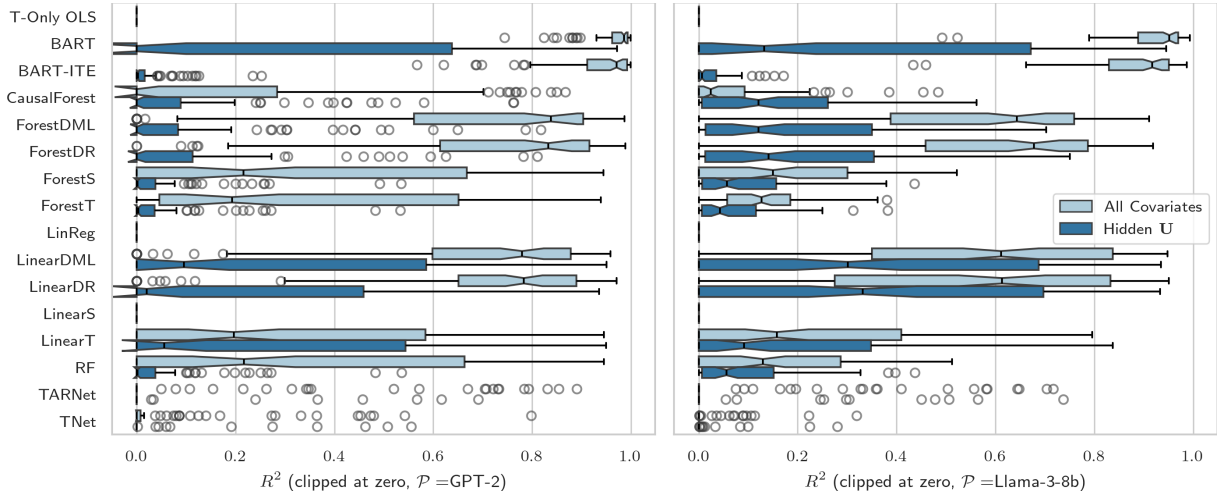 T-Only OLS
BART
BART-ITE
CausalForest
ForestDML
ForestDR
ForestS
ForestT
LinReg
LinearDML
LinearDR
LinearS
LinearT
RF
TARNet
TNet
All Covariates
Hidden U
0.0 0.2 0.4 0.6 0.8 1.0
0.0 0.2 0.4 0.6 0.8 1.0
R² (clipped at zero, 𝒫 =GPT-2)
R² (clipped at zero, 𝒫 =Llama-3-8b)